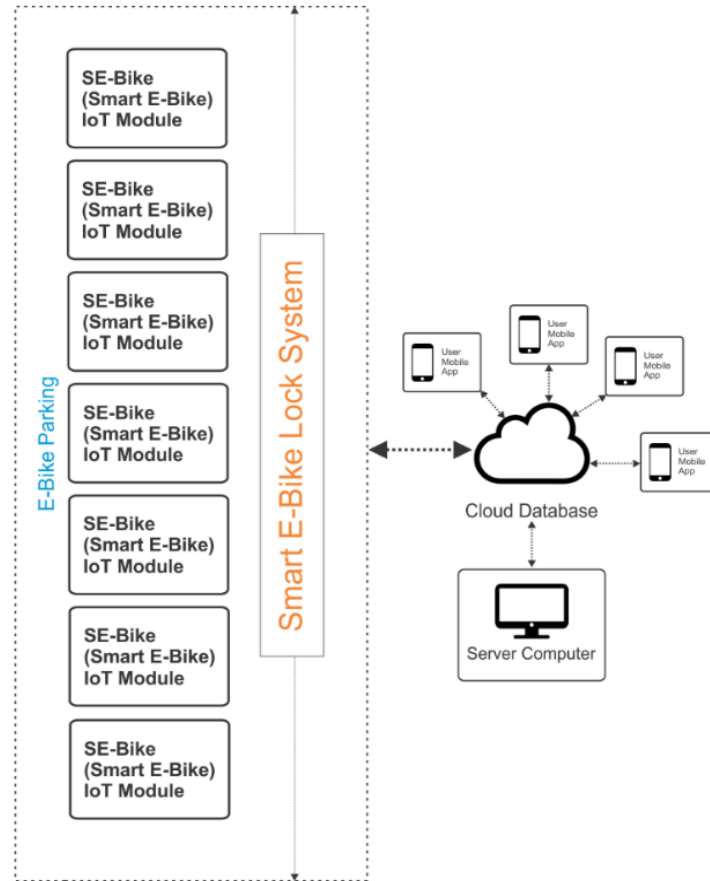 SE-Bike
(Smart E-Bike)
IoT Module
SE-Bike
(Smart E-Bike)
IoT Module
SE-Bike
(Smart E-Bike)
IoT Module
SE-Bike
(Smart E-Bike)
IoT Module
SE-Bike
(Smart E-Bike)
IoT Module
SE-Bike
(Smart E-Bike)
IoT Module
SE-Bike
(Smart E-Bike)
IoT Module
E-Bike Parking
Smart E-Bike Lock System
User
Mobile
App
User
Mobile
App
User
Mobile
App
User
Mobile
App
Cloud Database
Server Computer